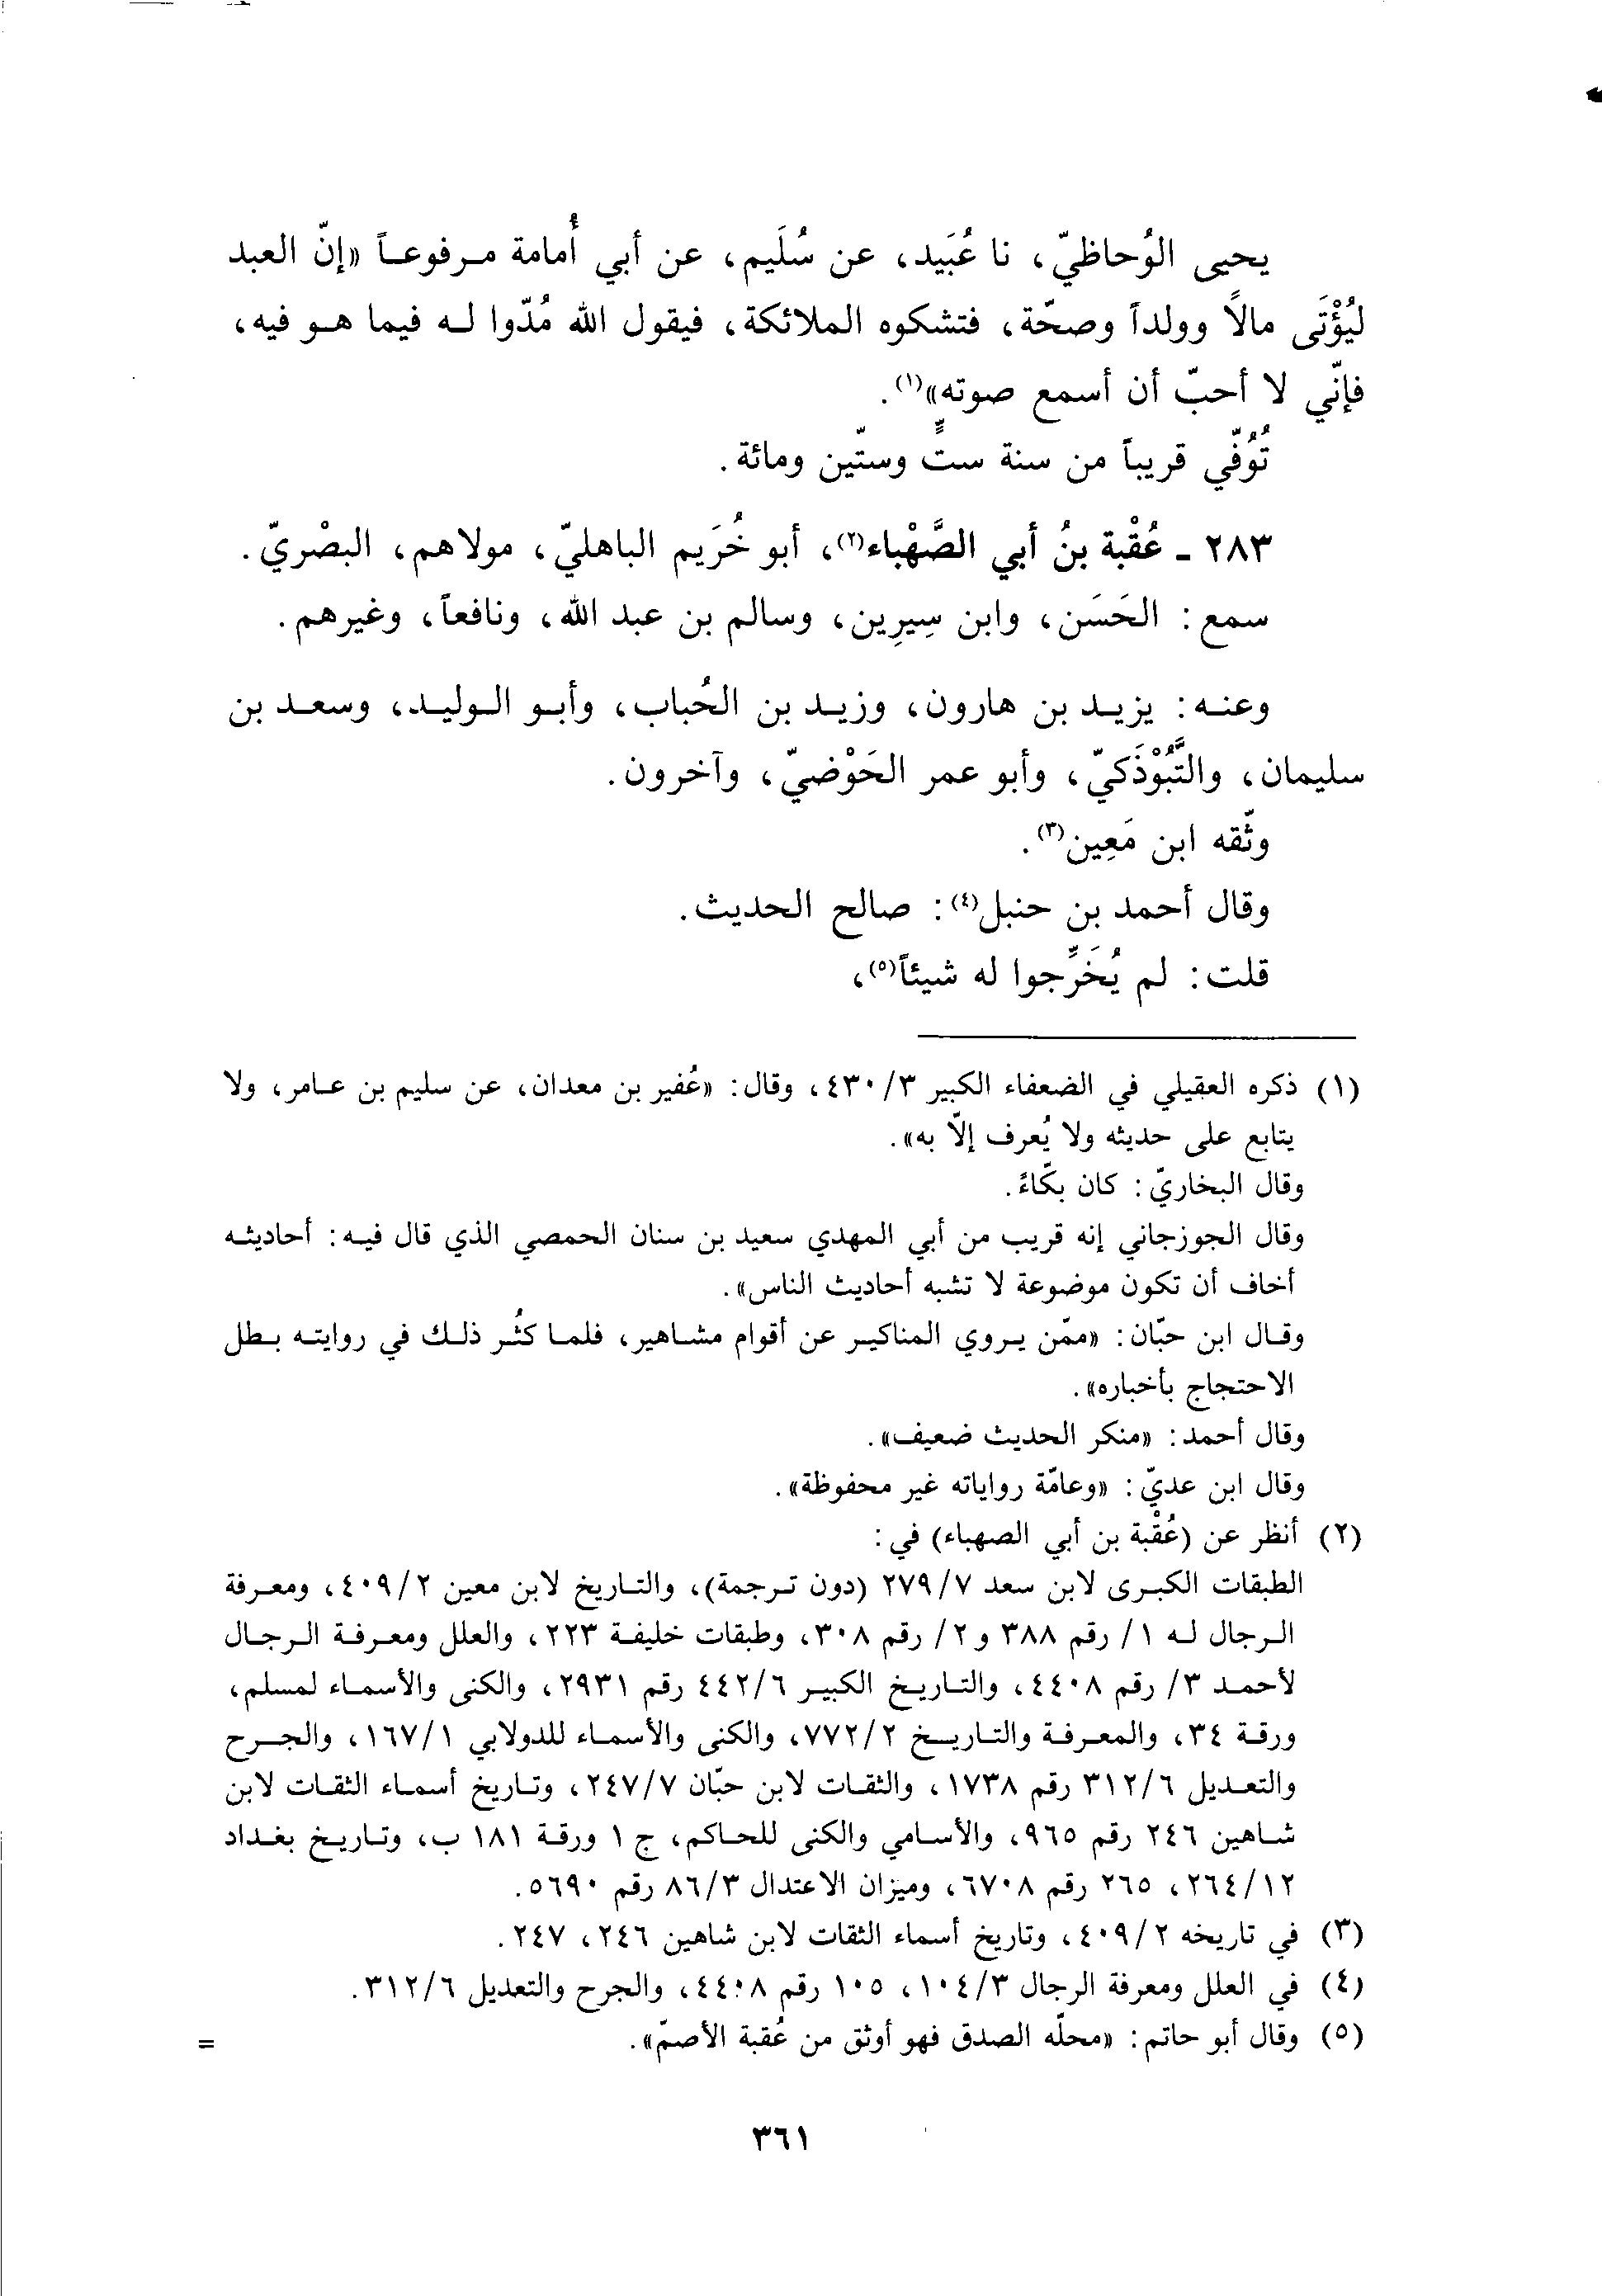 يحيى الوُحاظيّ، نا عُبَيد، عن سُلَيم، عن أبي أُمامة مرفوعاً «إنّ العبد
ليُؤْتَى مالاً وولداً وصحّة، فتشكوه الملائكة، فيقول الله مُدّوا له فيما هو فيه،
فإنّي لا أحبّ أن أسمع صوته»(١).
تُوُفّي قريباً من سنة ستٍّ وستّين ومائة.
٢٨٣ - عُقْبة بنُ أبي الصَّهْباء(٢)، أبو خُرَيم الباهليّ، مولاهم، البصْريّ.
سمع: الحَسَن، وابن سِيرِين، وسالم بن عبد الله، ونافعاً، وغيرهم.
وعنه: يزيد بن هارون، وزيد بن الحُباب، وأبو الوليد، وسعد بن
سليمان، والتَّبُوْذَكيّ، وأبو عمر الحَوْضيّ، وآخرون.
وثّقه ابن مَعِين(٣).
وقال أحمد بن حنبل(٤): صالح الحديث.
قلت: لم يُخَرِّجوا له شيئاً(٥)،
(١) ذكره العقيلي في الضعفاء الكبير ٤٣٠/٣، وقال: «عُفير بن معدان، عن سليم بن عامر، ولا
يتابع على حديثه ولا يُعرف إلّا به».
وقال البخاريّ: كان بكّاءً.
وقال الجوزجاني إنه قريب من أبي المهدي سعيد بن سنان الحمصي الذي قال فيه: أحاديثه
أخاف أن تكون موضوعة لا تشبه أحاديث الناس».
وقال ابن حبّان: «ممّن يروي المناكير عن أقوام مشاهير، فلما كثُر ذلك في روايته بطل
الاحتجاج بأخباره».
وقال أحمد: «منكر الحديث ضعيف».
وقال ابن عديّ: «وعامّة رواياته غير محفوظة».
(٢) أنظر عن (عُقْبة بن أبي الصهباء) في:
الطبقات الكبرى لابن سعد ٢٧٩/٧ (دون ترجمة)، والتاريخ لابن معين ٤٠٩/٢، ومعرفة
الرجال له ١/ رقم ٣٨٨ و ٢/ رقم ٣٠٨، وطبقات خليفة ٢٢٣، والعلل ومعرفة الرجال
لأحمد ٣/ رقم ٤٤٠٨، والتاريخ الكبير ٤٤٢/٦ رقم ٢٩٣١، والكنى والأسماء لمسلم،
ورقة ٣٤، والمعرفة والتاريخ ٧٧٢/٢، والكنى والأسماء للدولابي ١٦٧/١، والجرح
والتعديل ٣١٢/٦ رقم ١٧٣٨، والثقات لابن حبّان ٢٤٧/٧، وتاريخ أسماء الثقات لابن
شاهين ٢٤٦ رقم ٩٦٥، والأسامي والكنى للحاكم، ج ١ ورقة ١٨١ ب، وتاريخ بغداد
٢٦٤/١٢، ٢٦٥ رقم ٦٧٠٨، وميزان الاعتدال ٨٦/٣ رقم ٥٦٩٠.
(٣) في تاريخه ٤٠٩/٢، وتاريخ أسماء الثقات لابن شاهين ٢٤٦، ٢٤٧.
(٤) في العلل ومعرفة الرجال ١٠٤/٣، ١٠٥ رقم ٤٤٠٨، والجرح والتعديل ٣١٢/٦.
(٥) وقال أبو حاتم: «محلّه الصدق فهو أوثق من عُقبة الأصمّ».
=
٣٦١